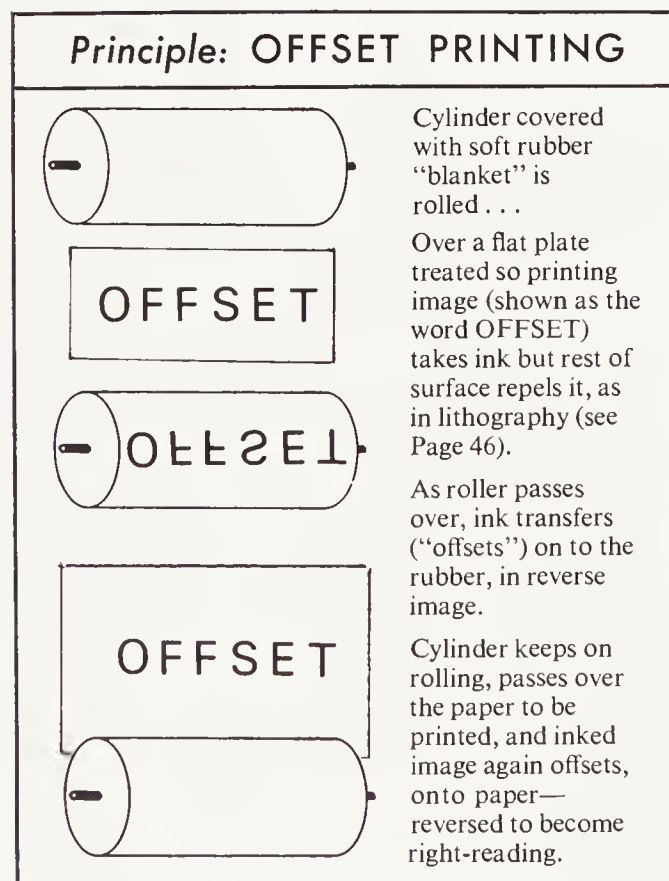 Principle: OFFSET PRINTING
Cylinder covered
with soft rubber
“blanket” is
rolled . . .
OFFSET
Over a flat plate
treated so printing
image (shown as the
word OFFSET)
takes ink but rest of
surface repels it, as
in lithography (see
Page 46).
OFFSET
As roller passes
over, ink transfers
(“offsets”) on to the
rubber, in reverse
image.
OFFSET
Cylinder keeps on
rolling, passes over
the paper to be
printed, and inked
image again offsets,
onto paper—
reversed to become
right-reading.